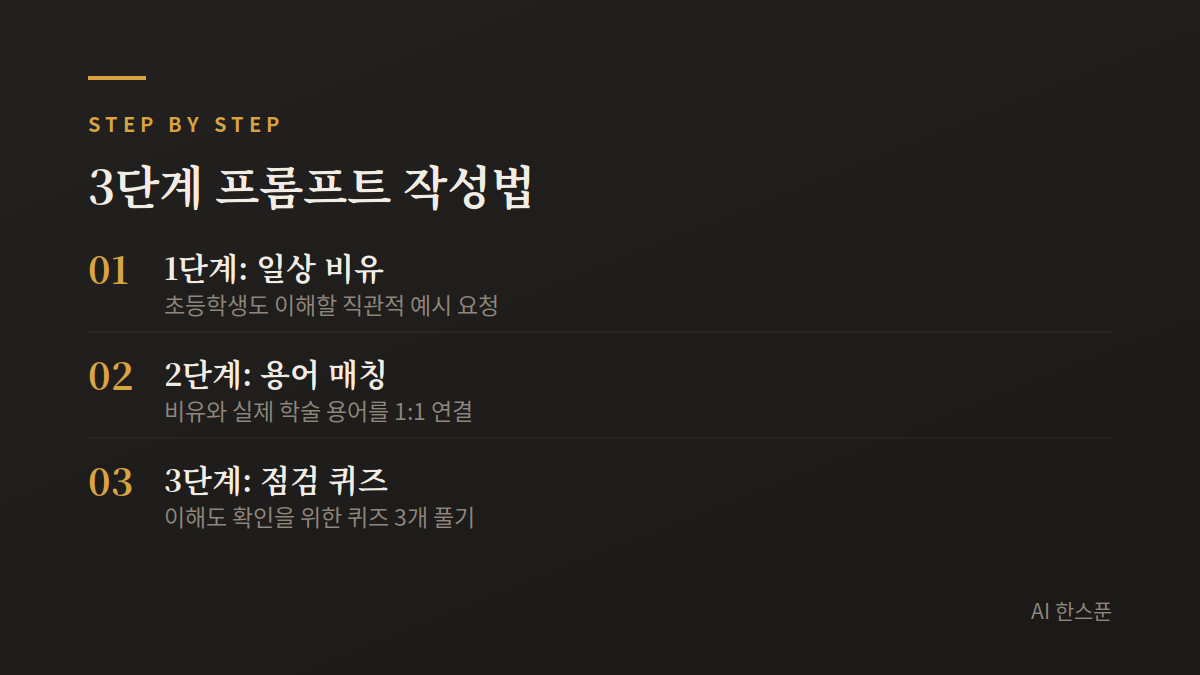 STEP BY STEP
3단계 프롬프트 작성법
01
1단계: 일상 비유
초등학생도 이해할 직관적 예시 요청
02
2단계: 용어 매칭
비유와 실제 학술 용어를 1:1 연결
03
3단계: 점검 퀴즈
이해도 확인을 위한 퀴즈 3개 풀기
AI 한스푼